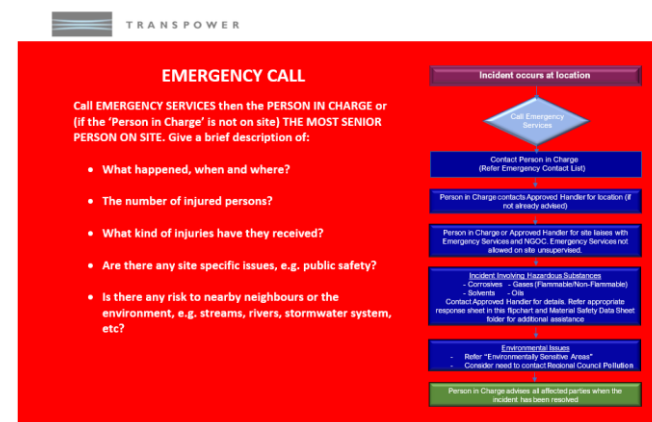 TRANSPOWER
EMERGENCY CALL
Call EMERGENCY SERVICES then the PERSON IN CHARGE or
(if the 'Person in Charge' is not on site) THE MOST SENIOR
PERSON ON SITE. Give a brief description of:
• What happened, when and where?
• The number of injured persons?
• What kind of injuries have they received?
• Are there any site specific issues, e.g. public safety?
• Is there any risk to nearby neighbours or the
environment, e.g. streams, rivers, stormwater system,
etc?
Incident occurs at location
Call Emergency
Services
Contact Person in Charge
(Refer Emergency Contact List)
Person in Charge contacts Approved Handler for location (if
not already advised)
Person in Charge or Approved Handler for site liaises with
Emergency Services and NGOC. Emergency Services not
allowed on site unsupervised.
Incident Involving Hazardous Substances
- Corrosives - Gases (Flammable/Non-Flammable)
- Solvents - Oils
Contact Approved Handler for details. Refer appropriate
response sheet in this flipchart and Material Safety Data Sheet
folder for additional assistance
Environmental Issues
- Refer "Environmentally Sensitive Areas"
- Consider need to contact Regional Council Pollution
Person in Charge advises all affected parties when the
incident has been resolved